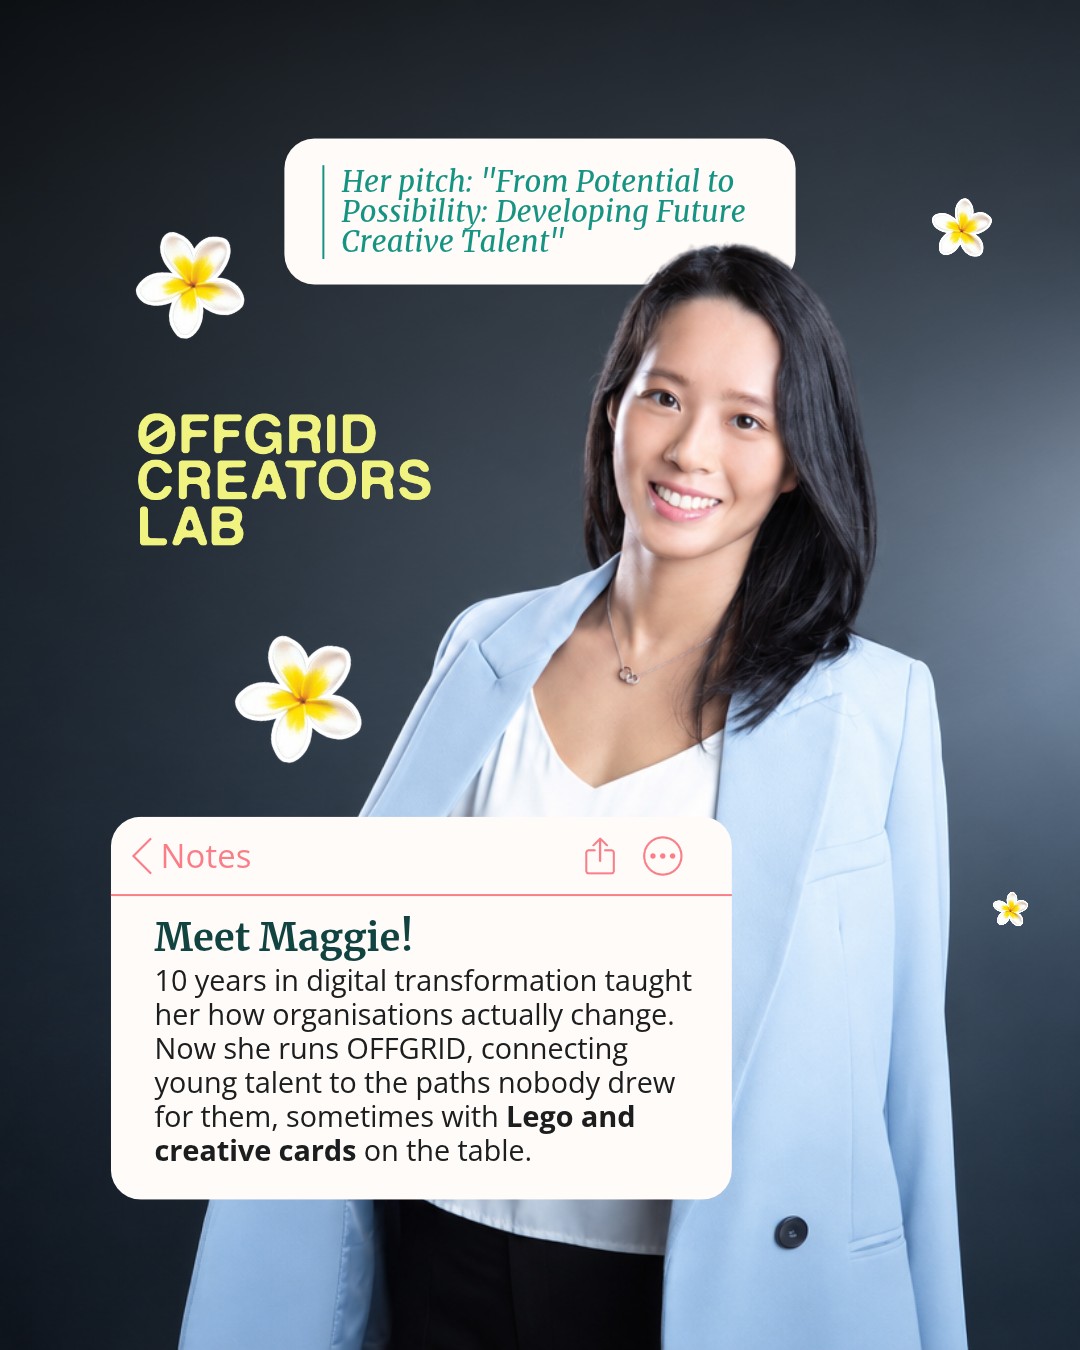 Her pitch: "From Potential to
Possibility: Developing Future
Creative Talent"
OFFGRID
CREATORS
LAB
Notes
Meet Maggie!
10 years in digital transformation taught
her how organisations actually change.
Now she runs OFFGRID, connecting
young talent to the paths nobody drew
for them, sometimes with Lego and
creative cards on the table.